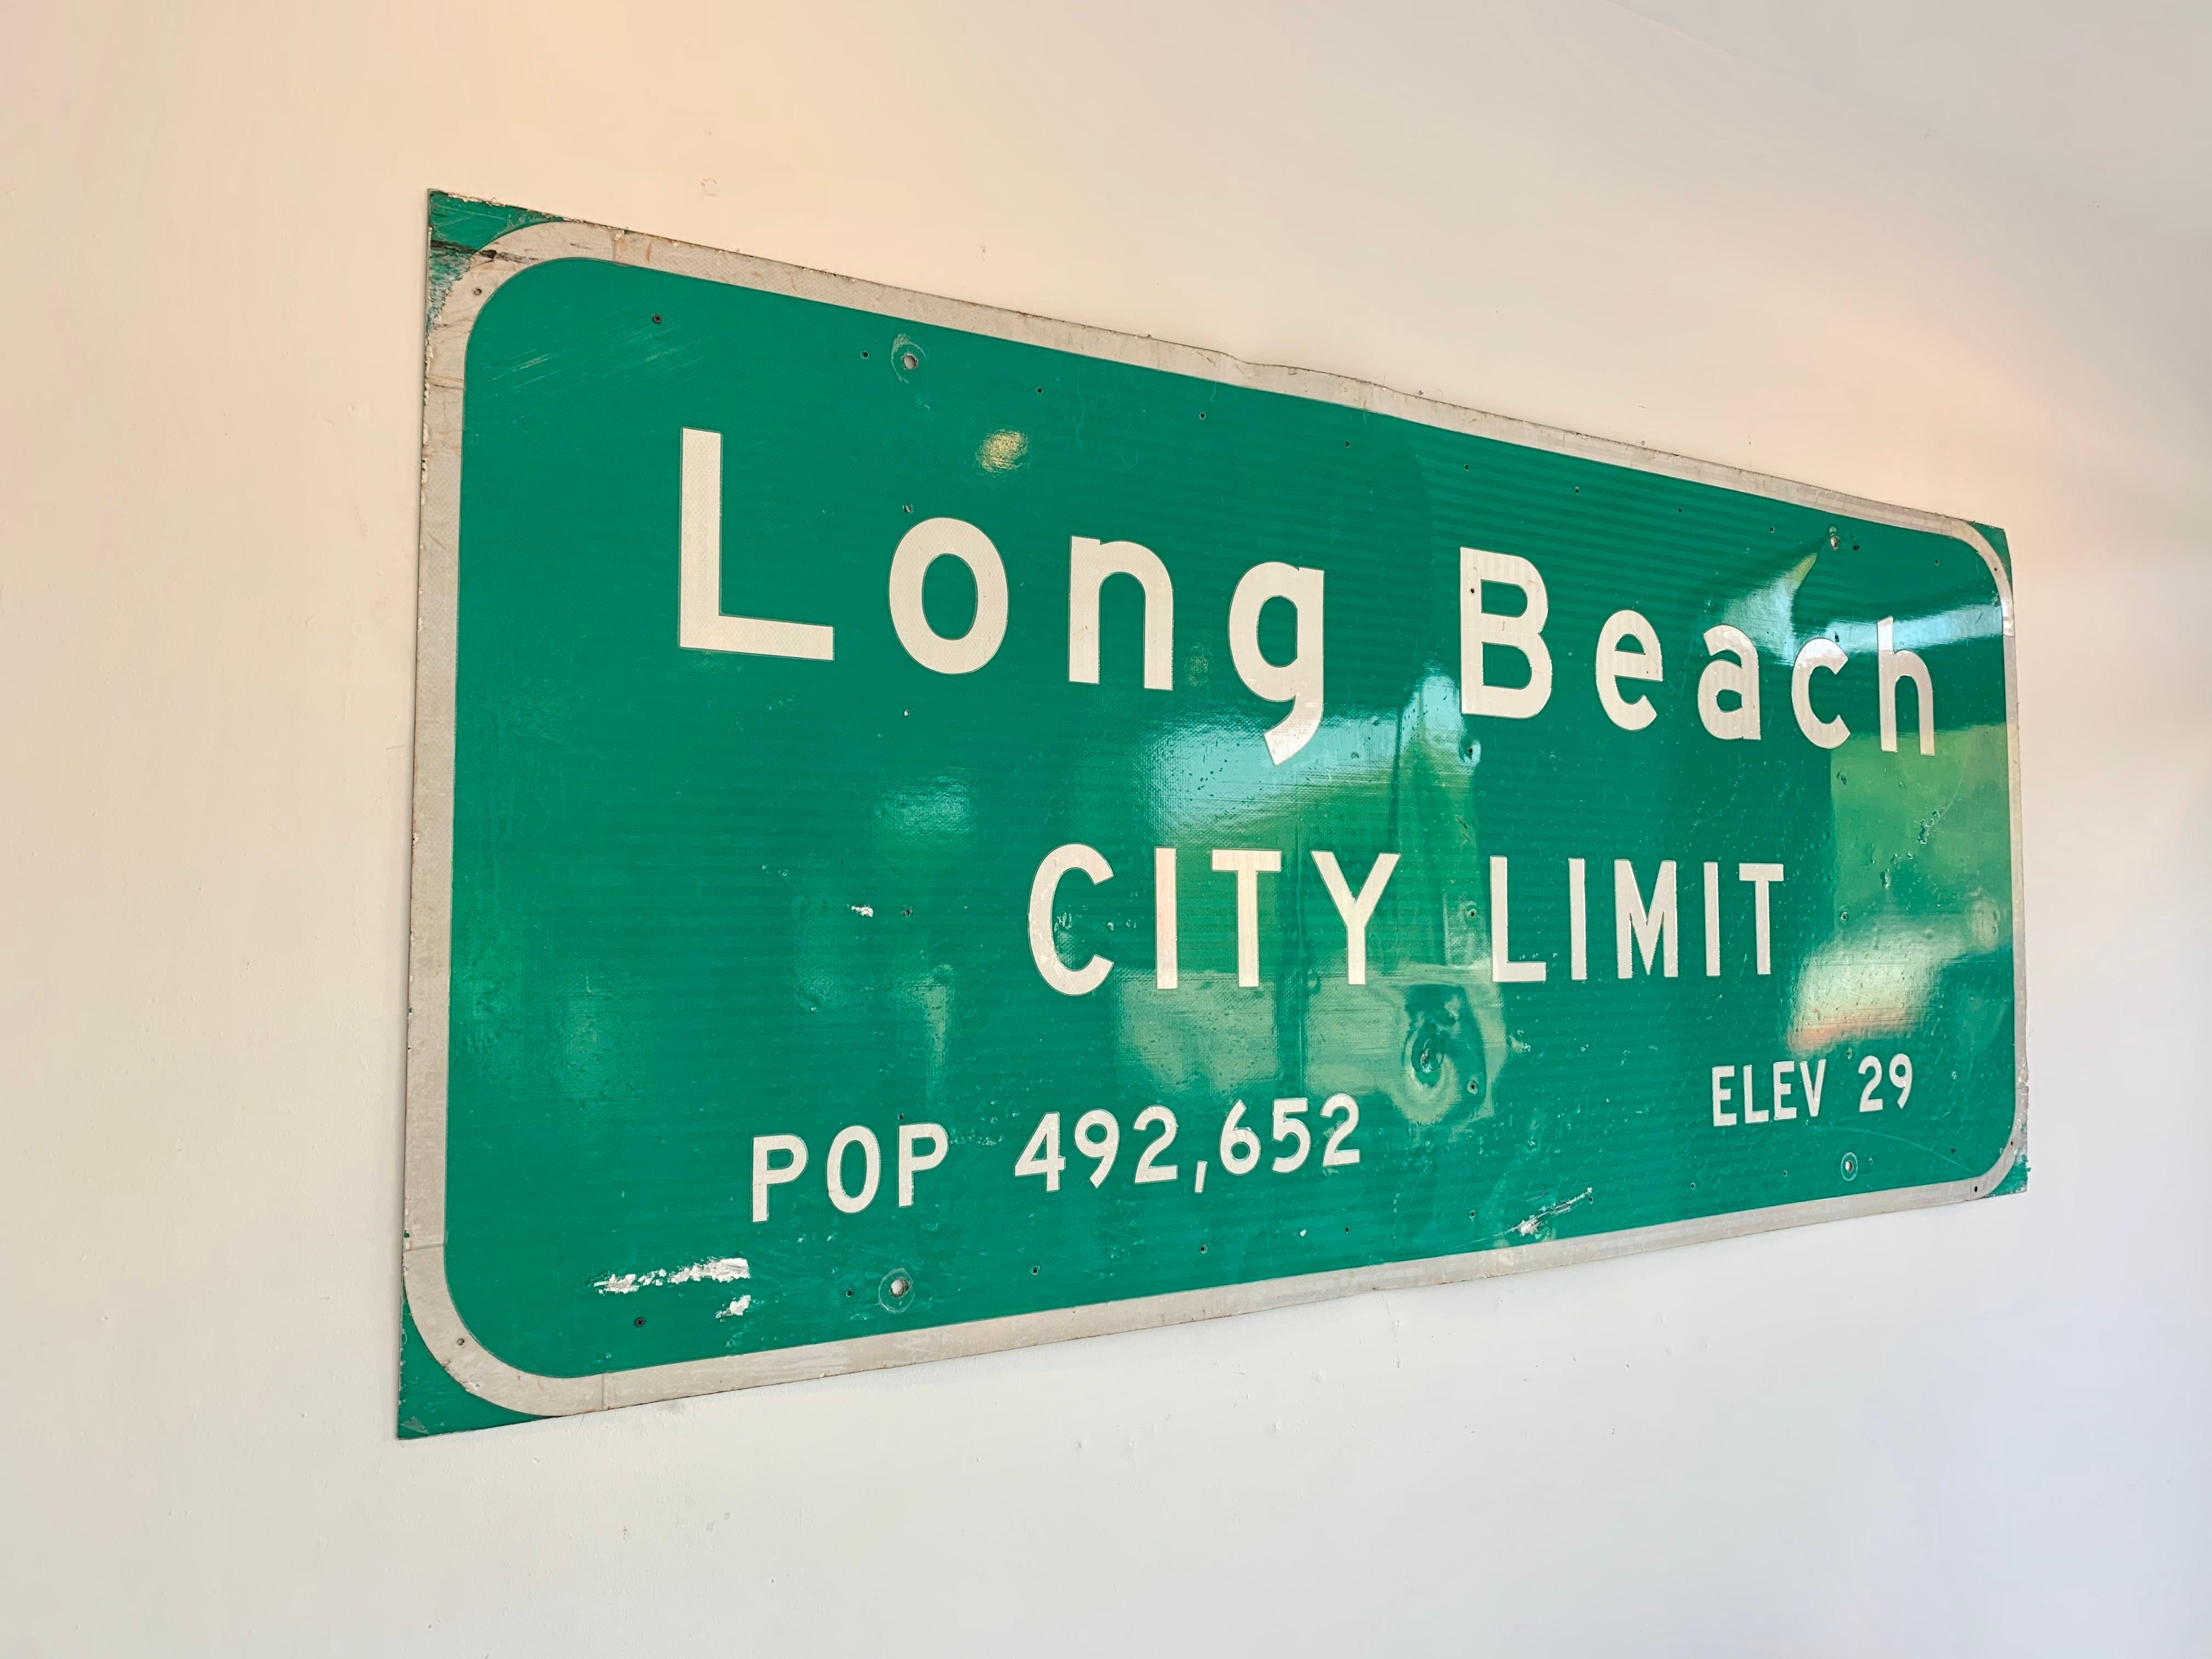 Long Beach
CITY LIMIT
POP 492,652 ELEV 29